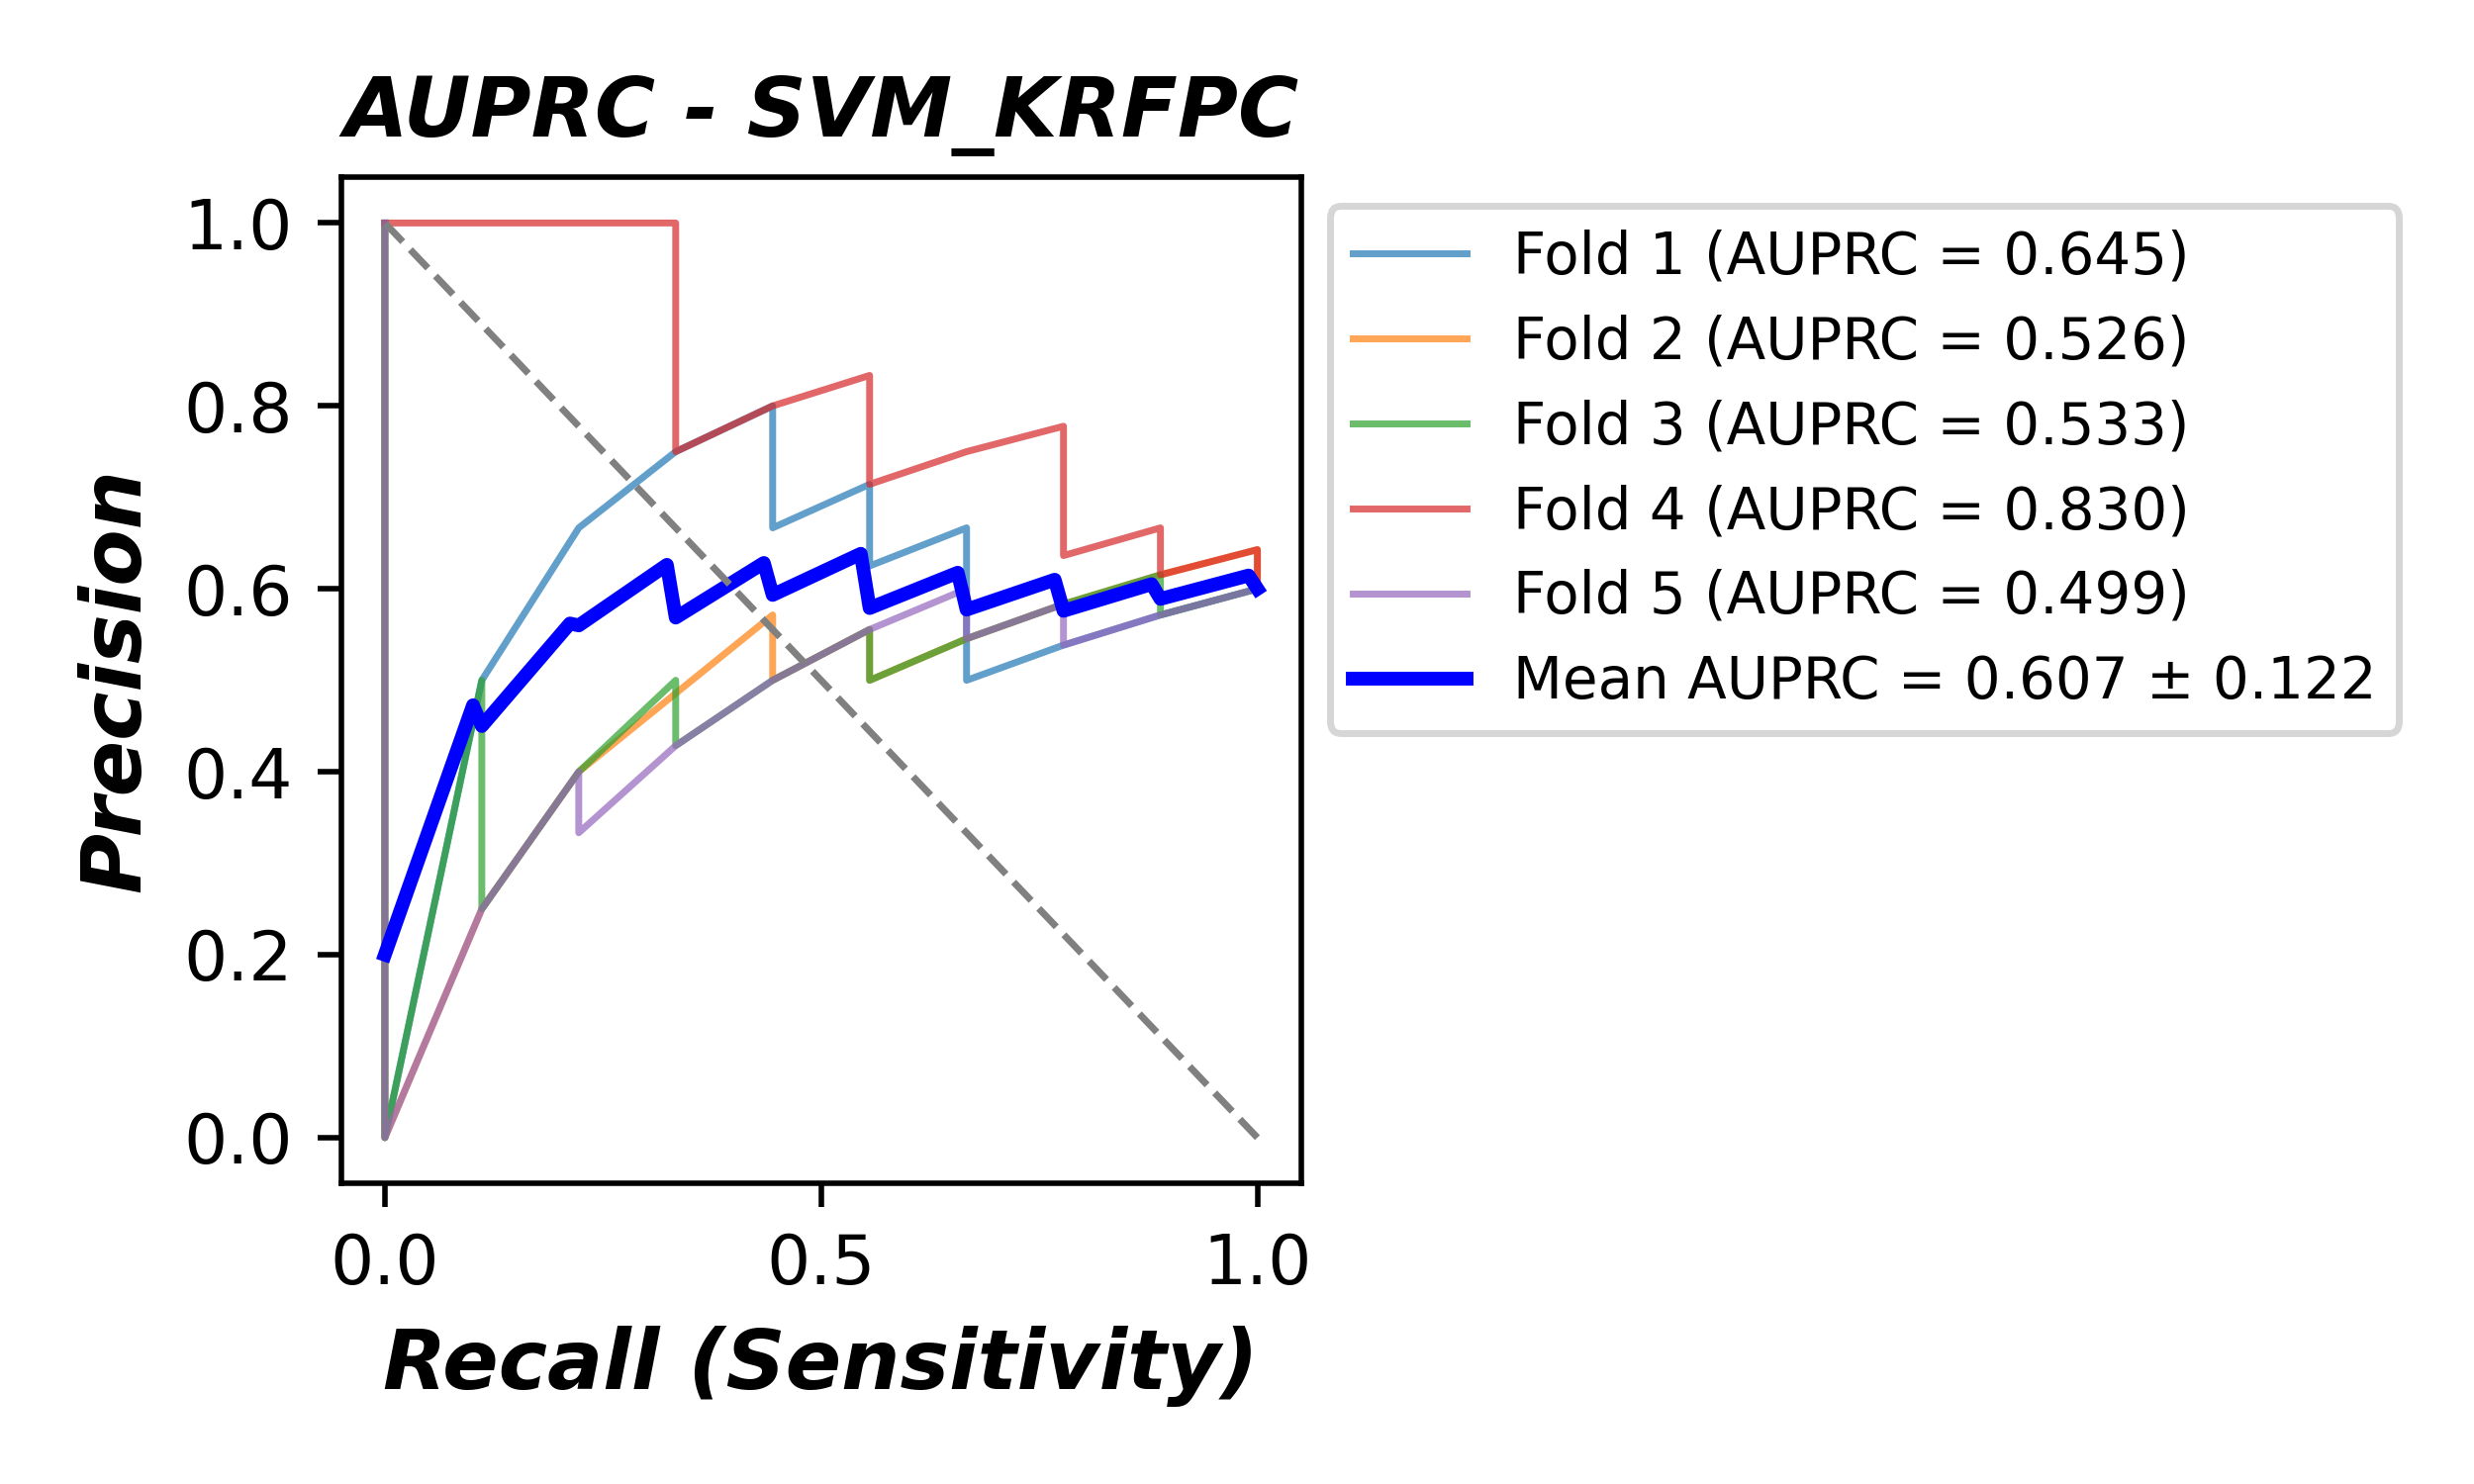 AUPRC - SVM_KRFPC
Precision
1.0
0.8
0.6
0.4
0.2
0.0
0.0 0.5 1.0
Recall (Sensitivity)
Fold 1 (AUPRC = 0.645)
Fold 2 (AUPRC = 0.526)
Fold 3 (AUPRC = 0.533)
Fold 4 (AUPRC = 0.830)
Fold 5 (AUPRC = 0.499)
Mean AUPRC = 0.607 ± 0.122